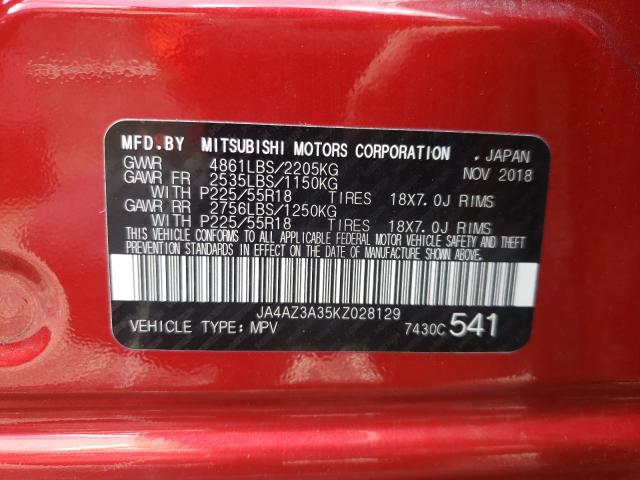 MFD.BY MITSUBISHI MOTORS CORPORATION , JAPAN
GVWR 4861LBS/2205KG NOV 2018
GAWR FR 2535LBS/1150KG
WITH P225/55R18 TIRES 18X7.0J RIMS
GAWR RR 2756LBS/1250KG
WITH P225/55R18 TIRES 18X7.0J RIMS
THIS VEHICLE CONFORMS TO ALL APPLICABLE FEDERAL MOTOR VEHICLE SAFETY AND THEFT
PREVENTION STANDARDS IN EFFECT ON THE DATE OF MANUFACTURE SHOWN ABOVE.
JA4AZ3A35KZ028129
VEHICLE TYPE: MPV 7430C 541